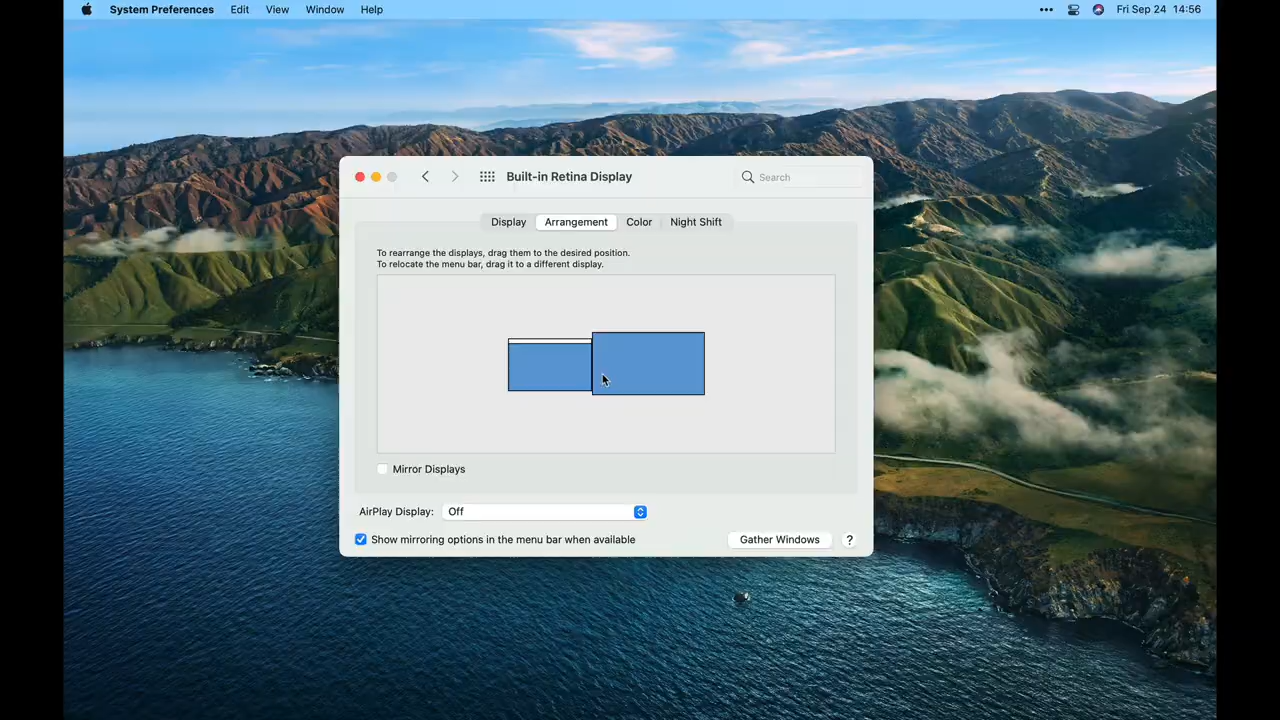 System Preferences Edit View Window Help Fri Sep 24 14:56
Built-in Retina Display
Search
Display Arrangement Color Night Shift
To rearrange the displays, drag them to the desired position.
To relocate the menu bar, drag it to a different display.
Mirror Displays
AirPlay Display: Off
Show mirroring options in the menu bar when available
Gather Windows ?